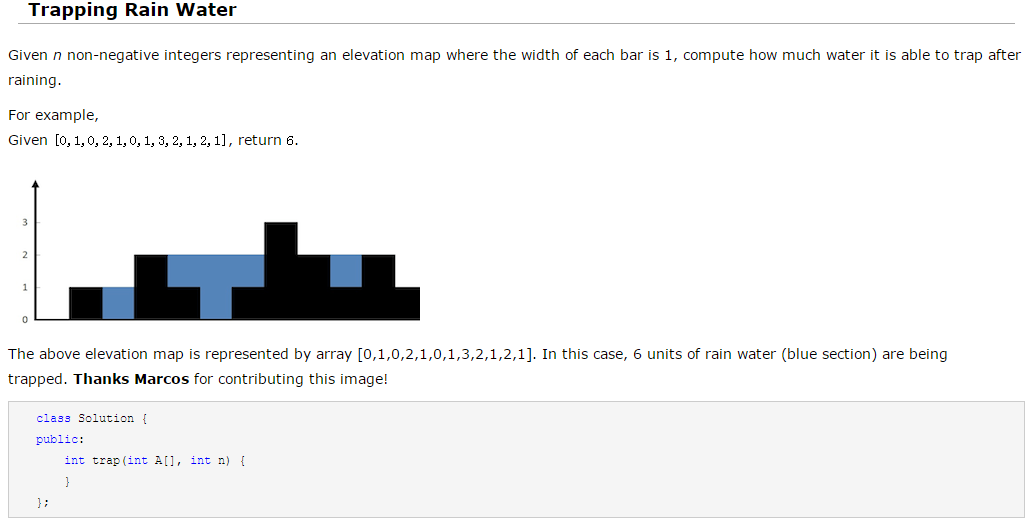 Trapping Rain Water
Given n non-negative integers representing an elevation map where the width of each bar is 1, compute how much water it is able to trap after
raining.
For example,
Given [0,1,0,2,1,0,1,3,2,1,2,1], return 6.
3
2
1
0
The above elevation map is represented by array [0,1,0,2,1,0,1,3,2,1,2,1]. In this case, 6 units of rain water (blue section) are being
trapped. Thanks Marcos for contributing this image!
class Solution {
public:
    int trap(int A[], int n) {
    }
};